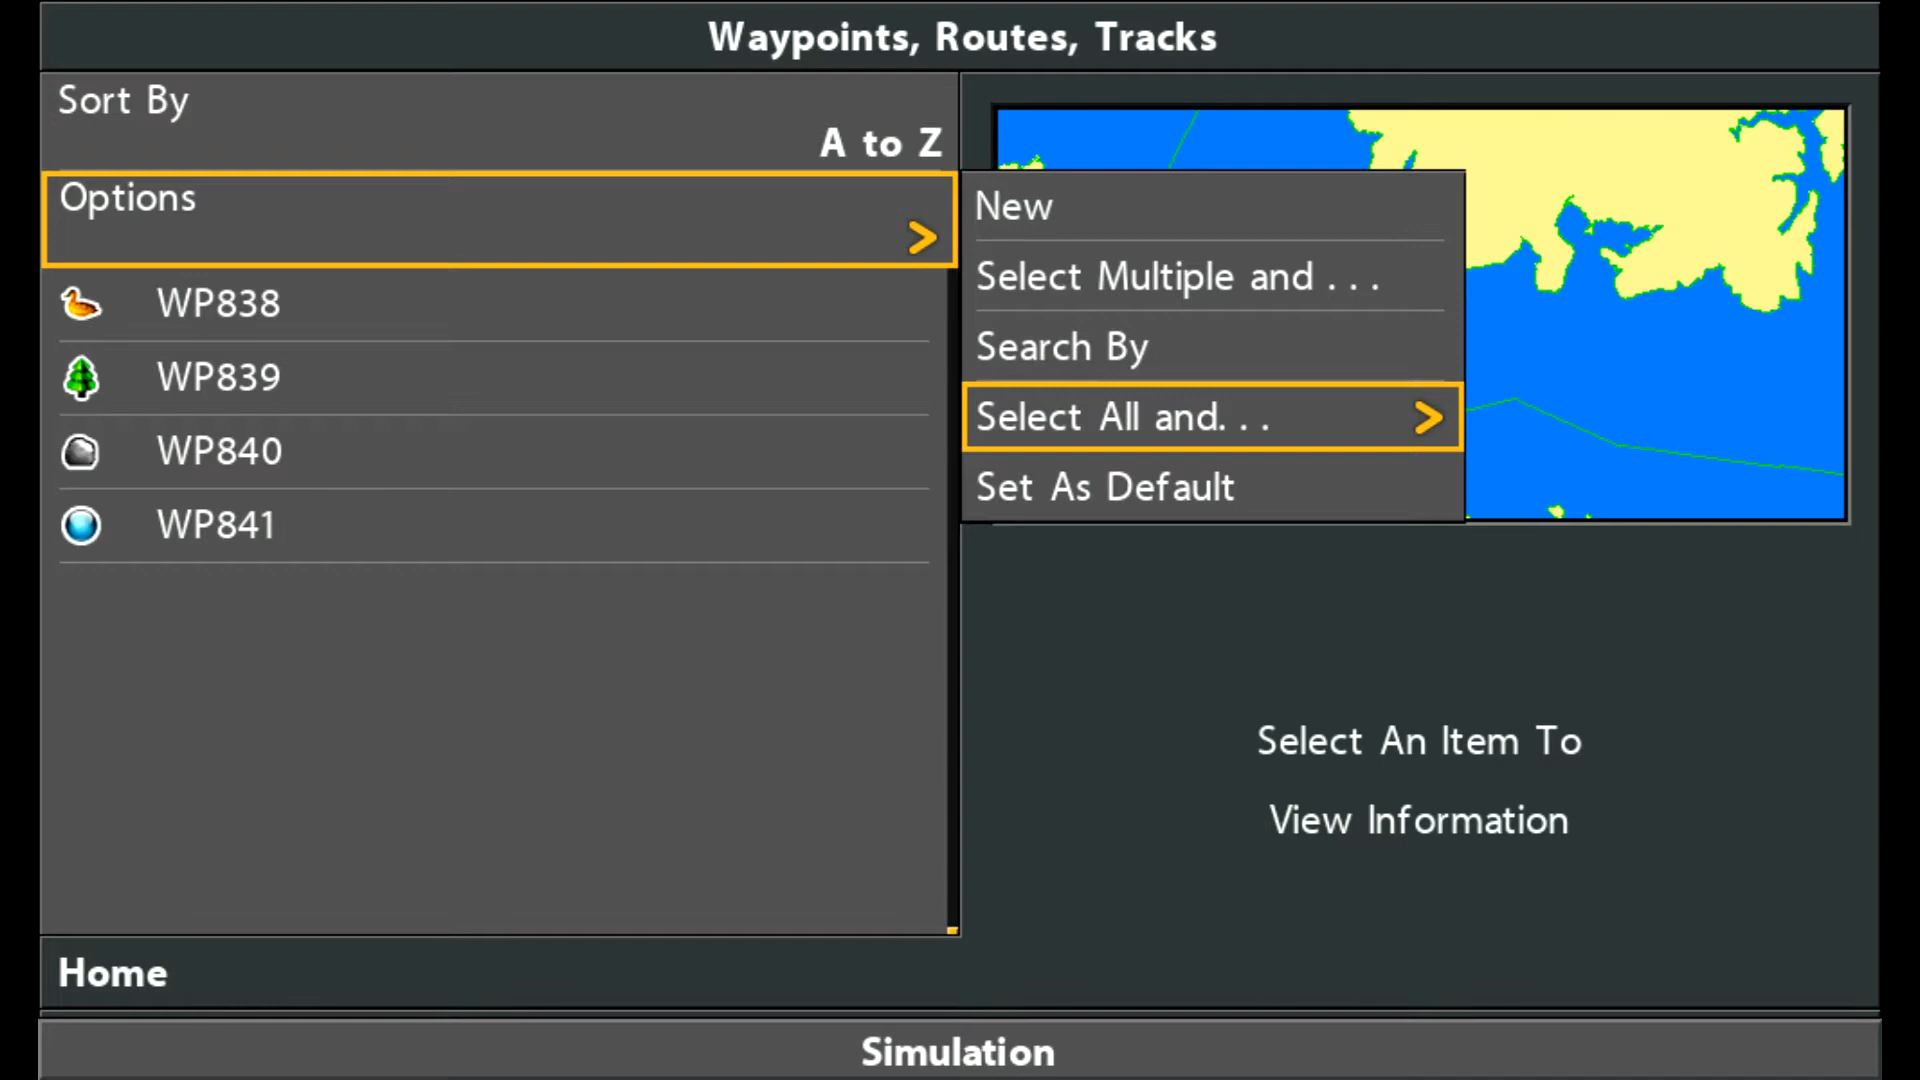 Waypoints, Routes, Tracks
Sort By
A to Z
Options
WP838
WP839
WP840
WP841
New
Select Multiple and . . .
Search By
Select All and. . .
Set As Default
Select An Item To
View Information
Home
Simulation